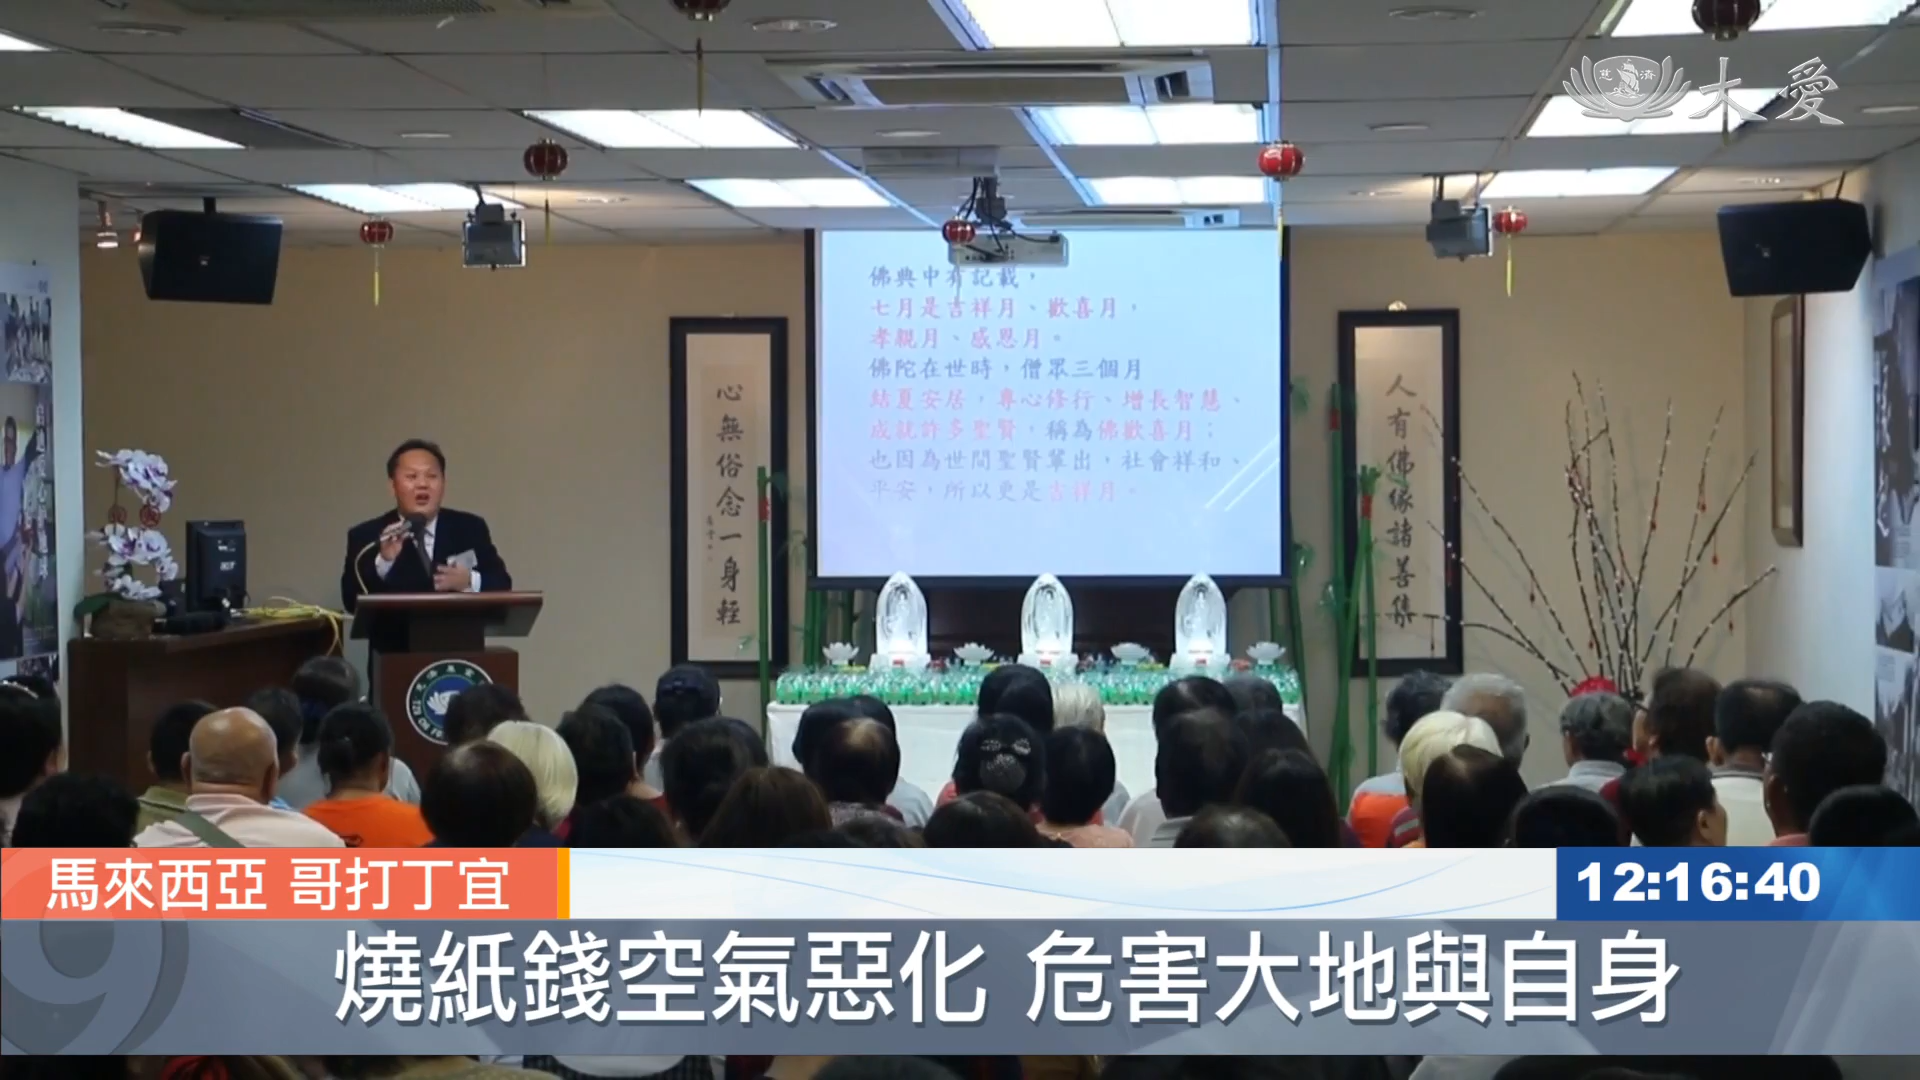 慈濟
大愛
佛典中有記載，
七月是吉祥月、歡喜月，
孝親月、感恩月。
佛陀在世時，僧眾三個月
結夏安居，專心修行、增長智慧、
成就許多聖賢，稱為佛歡喜月；
也因為世間聖賢輩出，社會祥和、
平安，所以更是吉祥月。
心無俗念一身輕
人有佛緣諸善集
acer
馬來西亞 哥打丁宜
12:16:40
燒紙錢空氣惡化 危害大地與自身